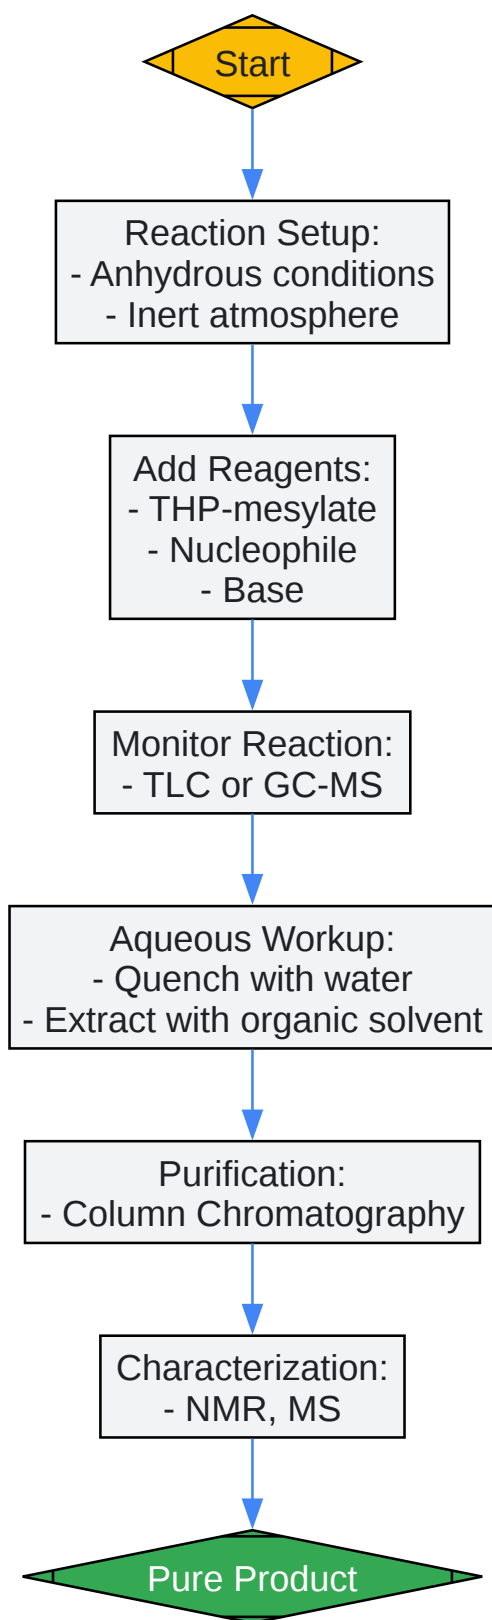 Start
Reaction Setup:
- Anhydrous conditions
- Inert atmosphere
Add Reagents:
- THP-mesylate
- Nucleophile
- Base
Monitor Reaction:
- TLC or GC-MS
Aqueous Workup:
- Quench with water
- Extract with organic solvent
Purification:
- Column Chromatography
Characterization:
- NMR, MS
Pure Product